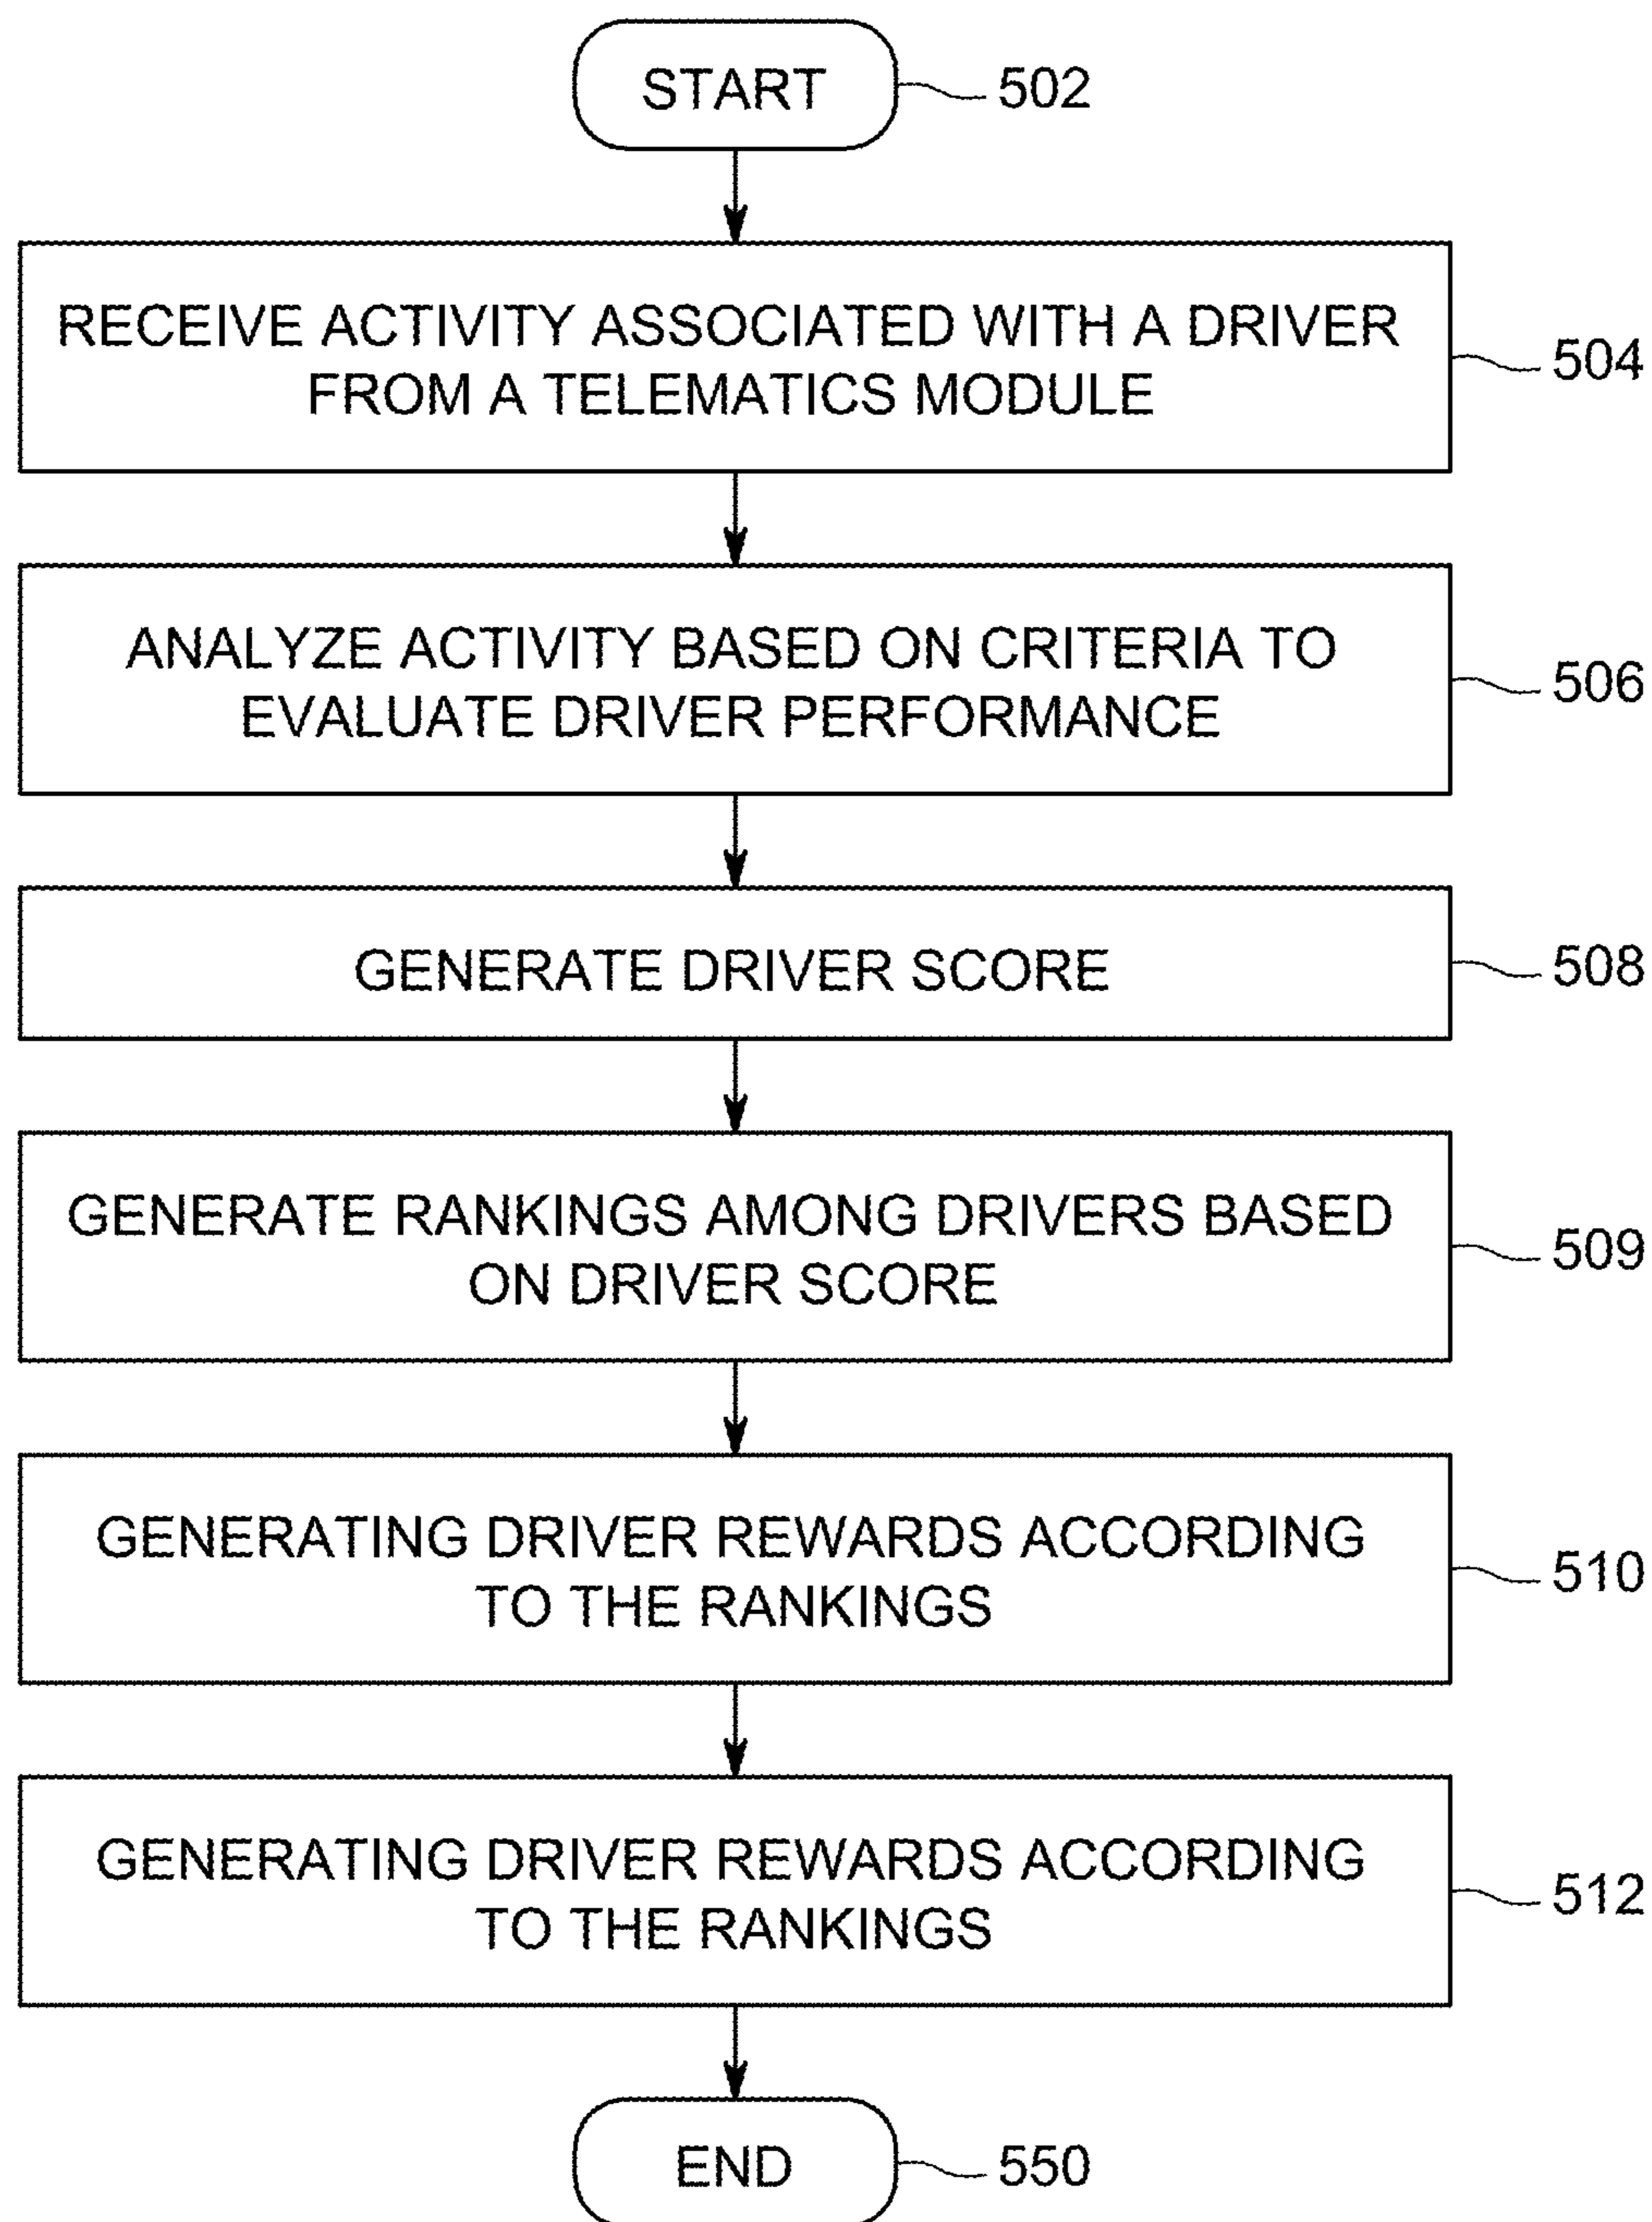 START
502
RECEIVE ACTIVITY ASSOCIATED WITH A DRIVER
FROM A TELEMATICS MODULE
504
ANALYZE ACTIVITY BASED ON CRITERIA TO
EVALUATE DRIVER PERFORMANCE
506
GENERATE DRIVER SCORE
508
GENERATE RANKINGS AMONG DRIVERS BASED
ON DRIVER SCORE
509
GENERATING DRIVER REWARDS ACCORDING
TO THE RANKINGS
510
GENERATING DRIVER REWARDS ACCORDING
TO THE RANKINGS
512
END
550